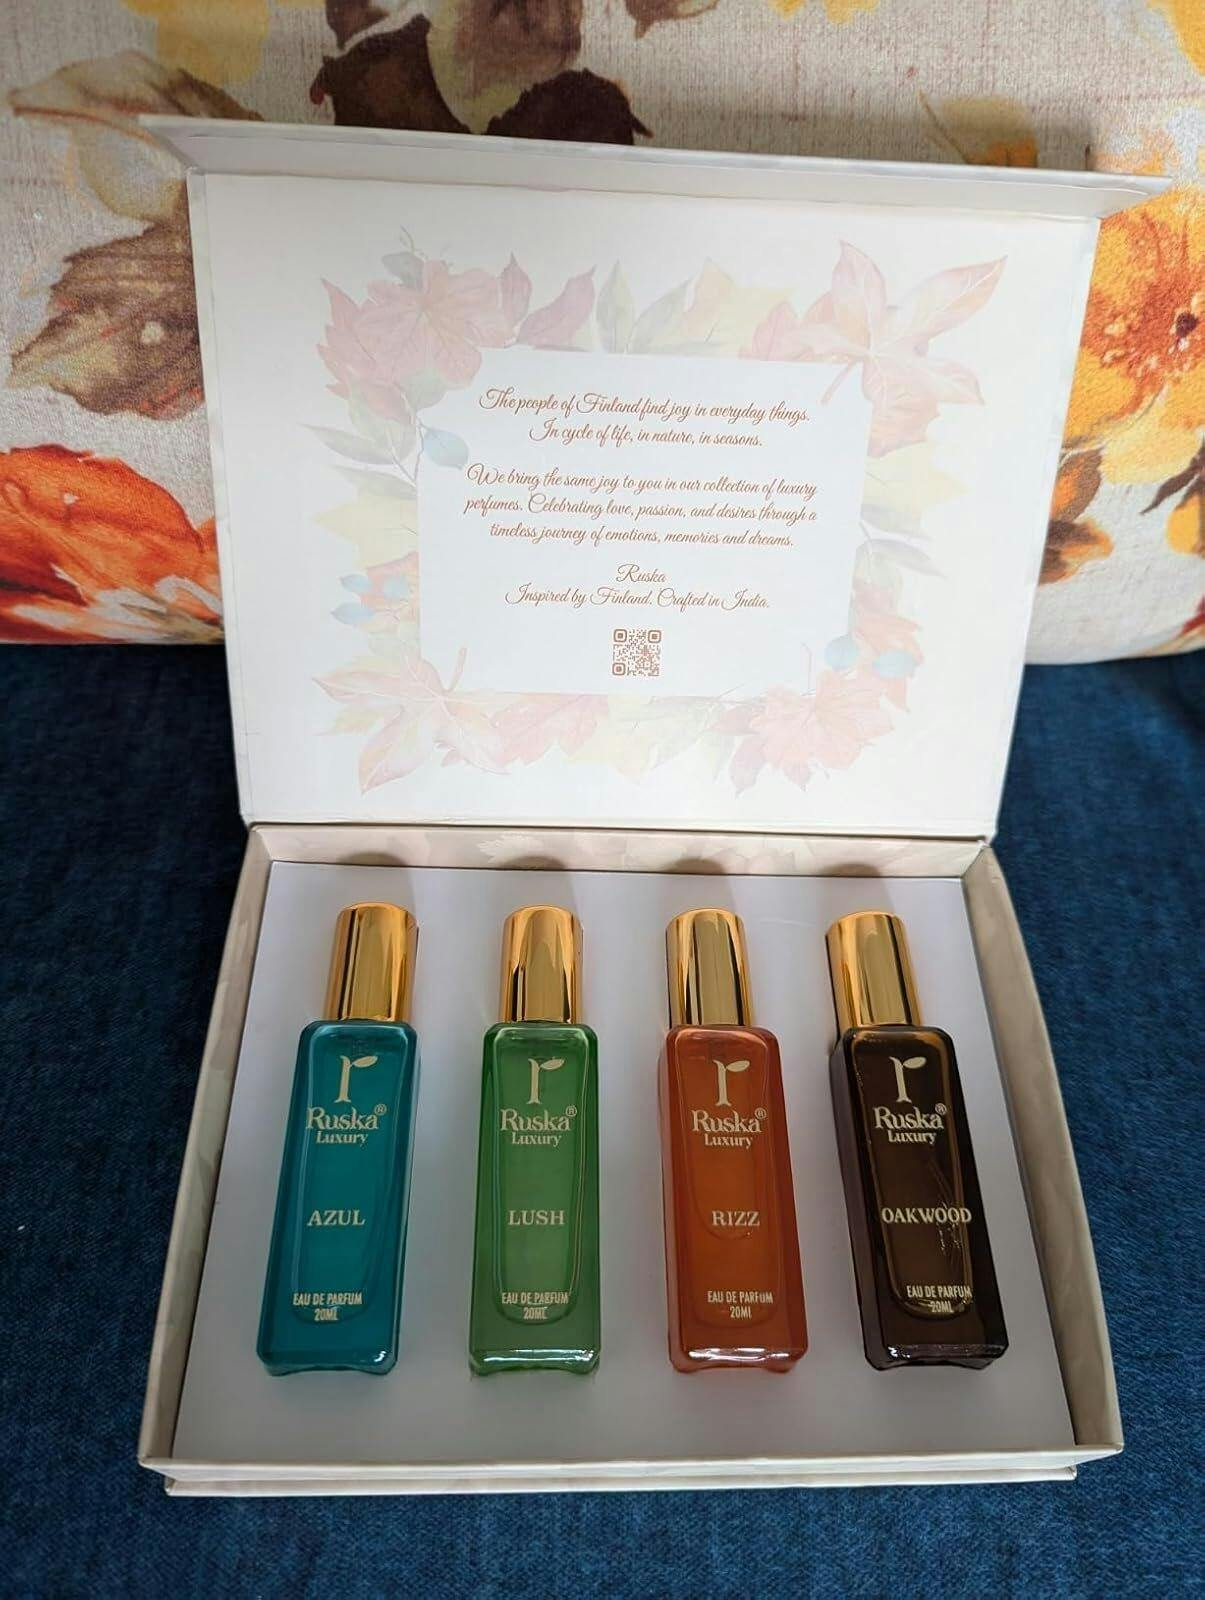 The people of Finland find joy in everyday things.
In cycle of life, in nature, in seasons.
We bring the same joy to you in our collection of luxury
perfumes. Celebrating love, passion, and desires through a
timeless journey of emotions, memories and dreams.
Ruska
Inspired by Finland. Crafted in India.
r
Ruska®
Luxury
AZUL
EAU DE PARFUM
20ML
r
Ruska®
Luxury
LUSH
EAU DE PARFUM
20ML
r
Ruska®
Luxury
RIZZ
EAU DE PARFUM
20ML
r
Ruska®
Luxury
OAKWOOD
EAU DE PARFUM
20ML